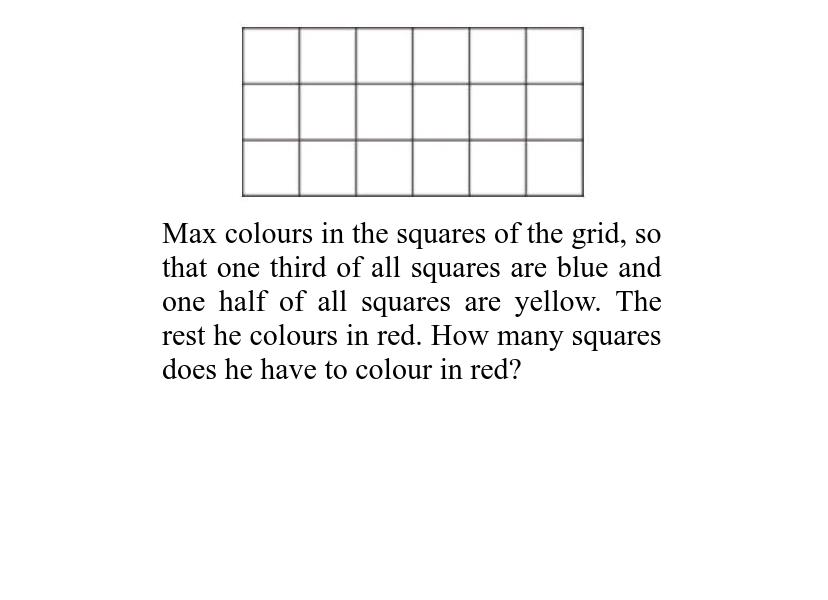 Max colours in the squares of the grid, so
that one third of all squares are blue and
one half of all squares are yellow. The
rest he colours in red. How many squares
does he have to colour in red?